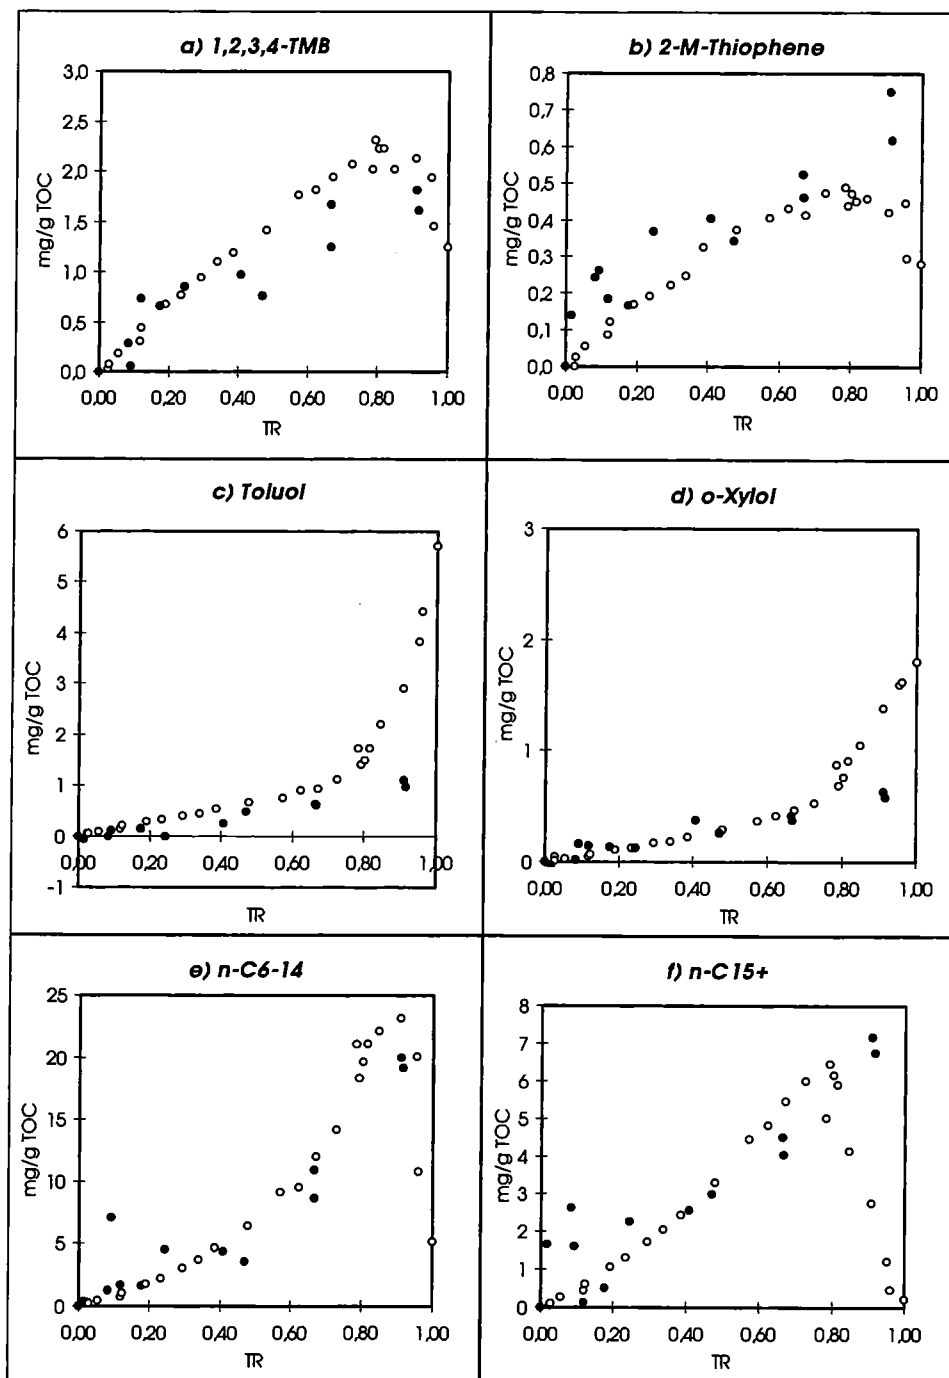 a) 1,2,3,4-TMB
3,0
2,5
2,0
1,5
1,0
0,5
0,0
mg/g TOC
0,00 0,20 0,40 0,60 0,80 1,00
TR
b) 2-M-Thiophene
0,8
0,7
0,6
0,5
0,4
0,3
0,2
0,1
0,0
mg/g TOC
0,00 0,20 0,40 0,60 0,80 1,00
TR
c) Toluol
6
5
4
3
2
1
0
-1
mg/g TOC
0,00 0,20 0,40 0,60 0,80 1,00
TR
d) o-Xylol
3
2
1
0
mg/g TOC
0,00 0,20 0,40 0,60 0,80 1,00
TR
e) n-C6-14
25
20
15
10
5
0
mg/g TOC
0,00 0,20 0,40 0,60 0,80 1,00
TR
f) n-C15+
8
7
6
5
4
3
2
1
0
mg/g TOC
0,00 0,20 0,40 0,60 0,80 1,00
TR